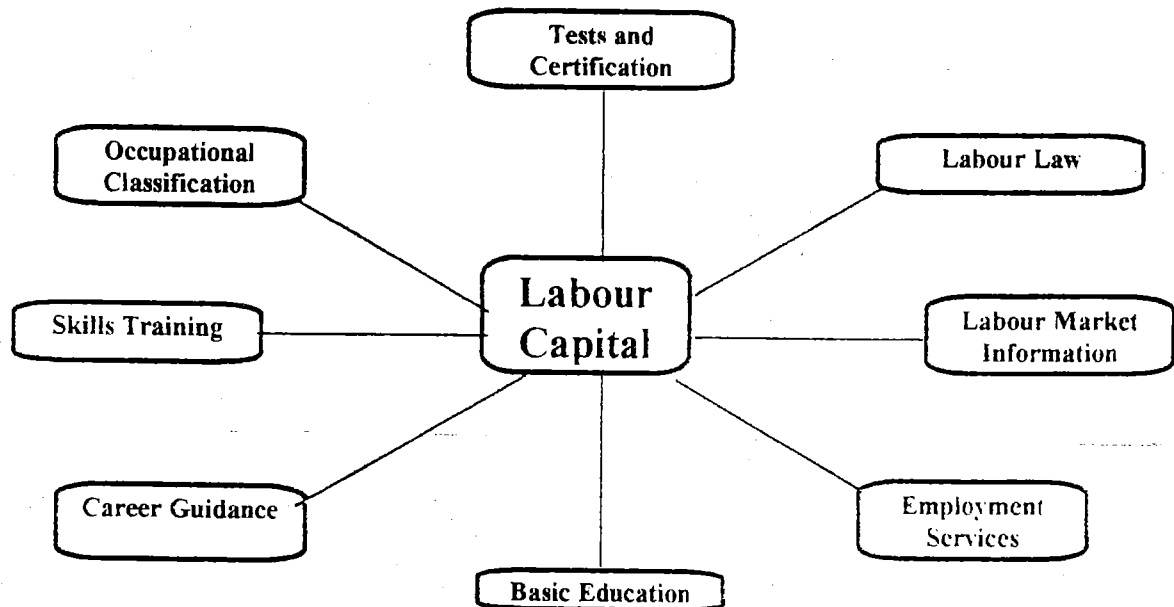 Tests and
Certification
Occupational
Classification
Labour Law
Labour
Capital
Skills Training
Labour Market
Information
Career Guidance
Employment
Services
Basic Education